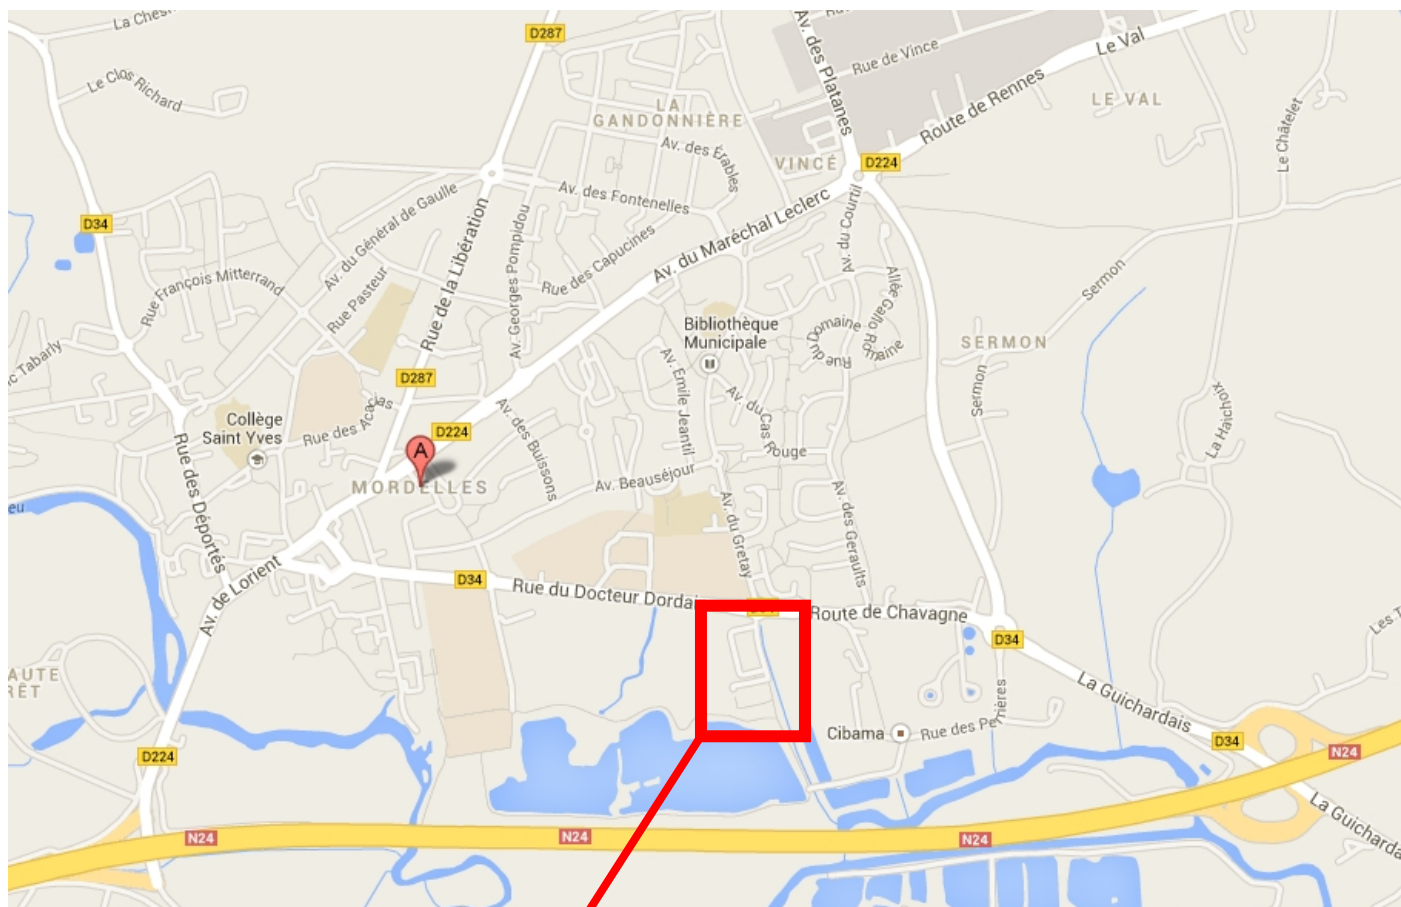 La Chesn
D287
Av. des Platanes
Ru
Rue de Vince
Le Val
Le Clos Richard
LA
GANDONNIÈRE
Route de Rennes
LE VAL
Le Châtelet
Av. des Érables
VINCÉ
D224
Av. des Fontenelles
D34
Av. du Général de Gaulle
Rue de la Libération
Av. Georges Pompidou
Rue des Capucines
Av. du Maréchal Leclerc
Av. du Courtil
Rue François Mitterrand
Rue Pasteur
Allée Gallo Romaine
Sermon
Bibliothèque
Municipale
Rue du Domaine
SERMON
c Tabarly
D287
Av. Emile Jeantil
Av. du Cas Rouge
Sermon
La Haichoix
Collège
Saint Yves
Rue des Acacias
D224
Av. des Buissons
A
MORDELLES
Rue des Déportés
Av. Beauséjour
Av. du Gretay
Av. des Geraults
eu
Av. de Lorient
D34
Rue du Docteur Dordai
Route de Chavagne
D34
Les T
AUTE
RÊT
La Guichardais
Cibama
Rue des Perrières
D34
N24
D224
N24
N24
N24
La Guicharda